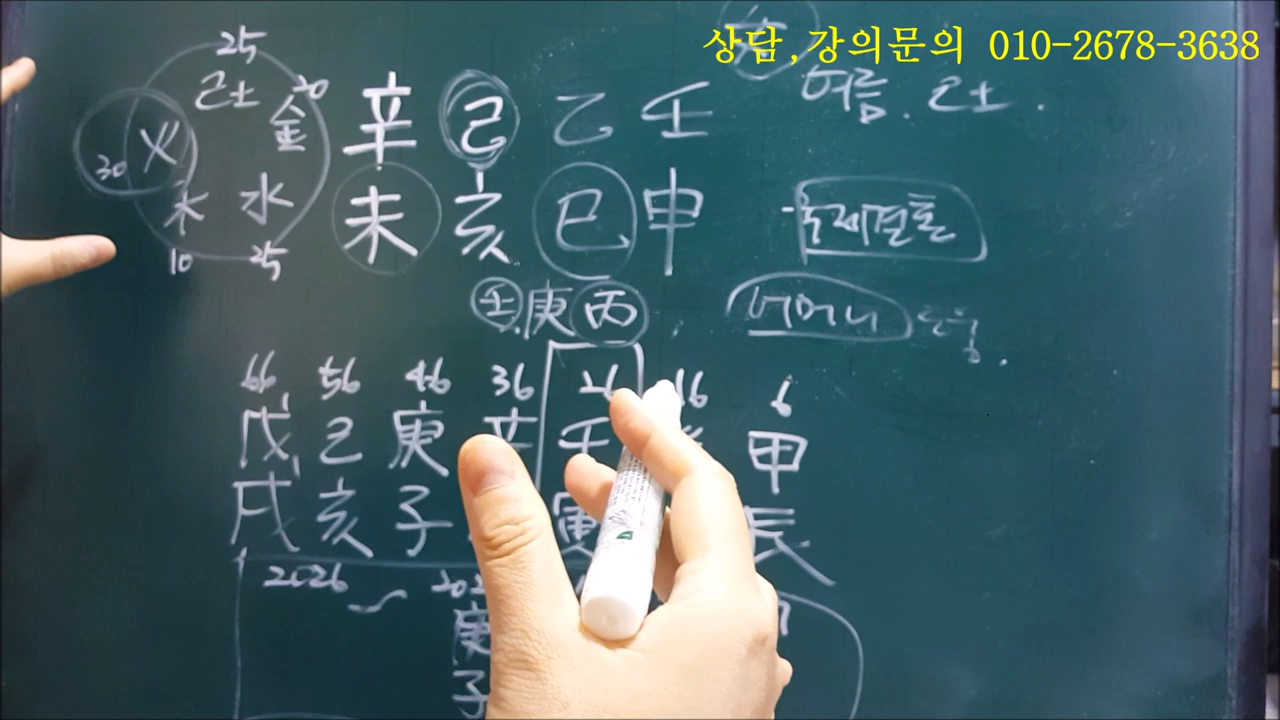 상담,강의문의 010-2678-3638
25
己土 30
金
30 火
木 水
10 25
辛 己 乙 壬
未 亥 巳 申
壬 庚 丙
여름. 己土.
국제결혼
어머니
66 56 46 36 26 16 6
戊 己 庚 辛 壬 甲
戌 亥 子 寅 辰
2026 ~
庚
子